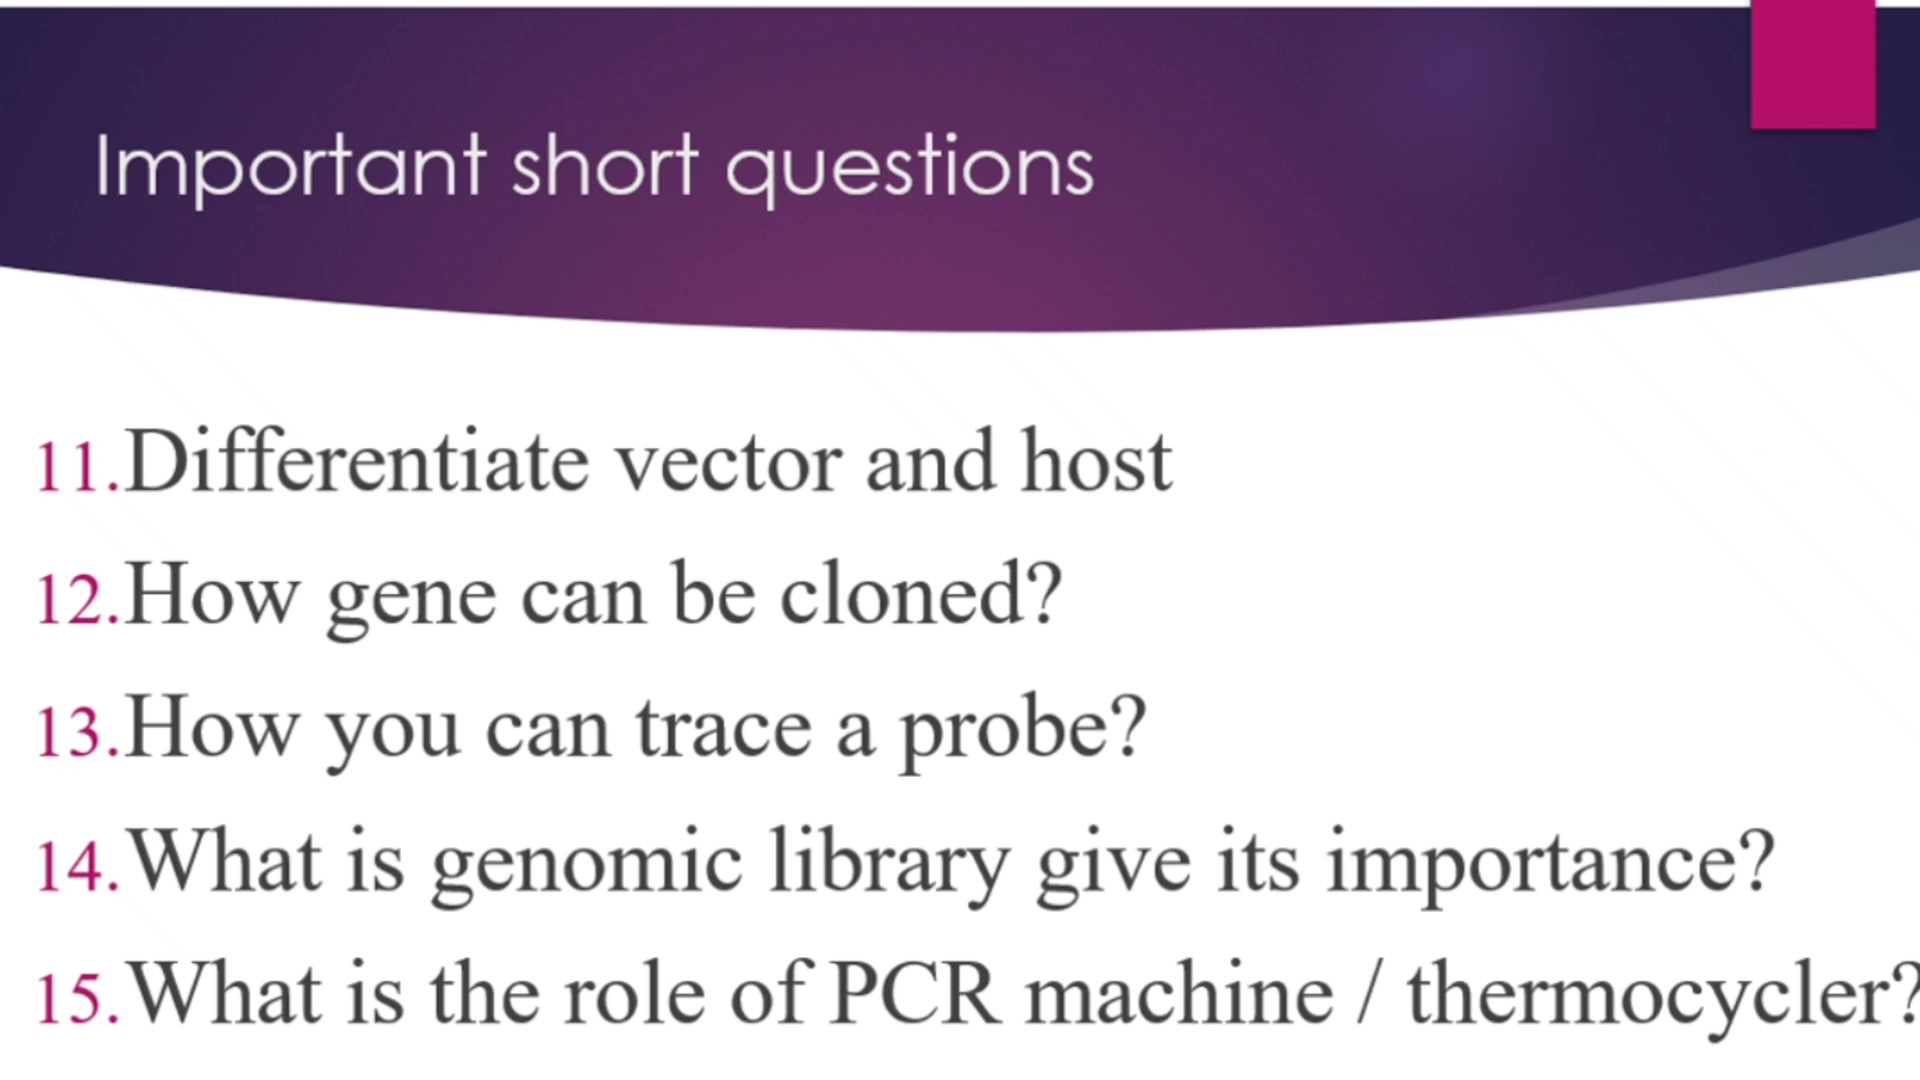 Important short questions
11.Differentiate vector and host
12.How gene can be cloned?
13.How you can trace a probe?
14.What is genomic library give its importance?
15.What is the role of PCR machine / thermocycler?